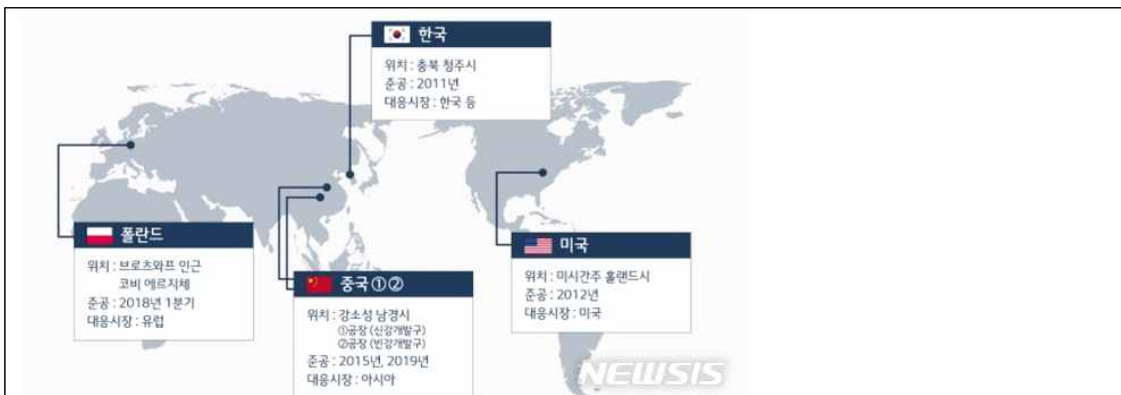 한국
위치 : 충북 청주시
준공 : 2011년
대응시장 : 한국 등
폴란드
위치 : 브로츠와프 인근
코비에르지체
준공 : 2018년 1분기
대응시장 : 유럽
중국①②
위치 : 강소성 남경시
①공장 (신강개발구)
②공장 (빈강개발구)
준공 : 2015년, 2019년
대응시장 : 아시아
미국
위치 : 미시간주 홀랜드시
준공 : 2012년
대응시장 : 미국
NEWSIS